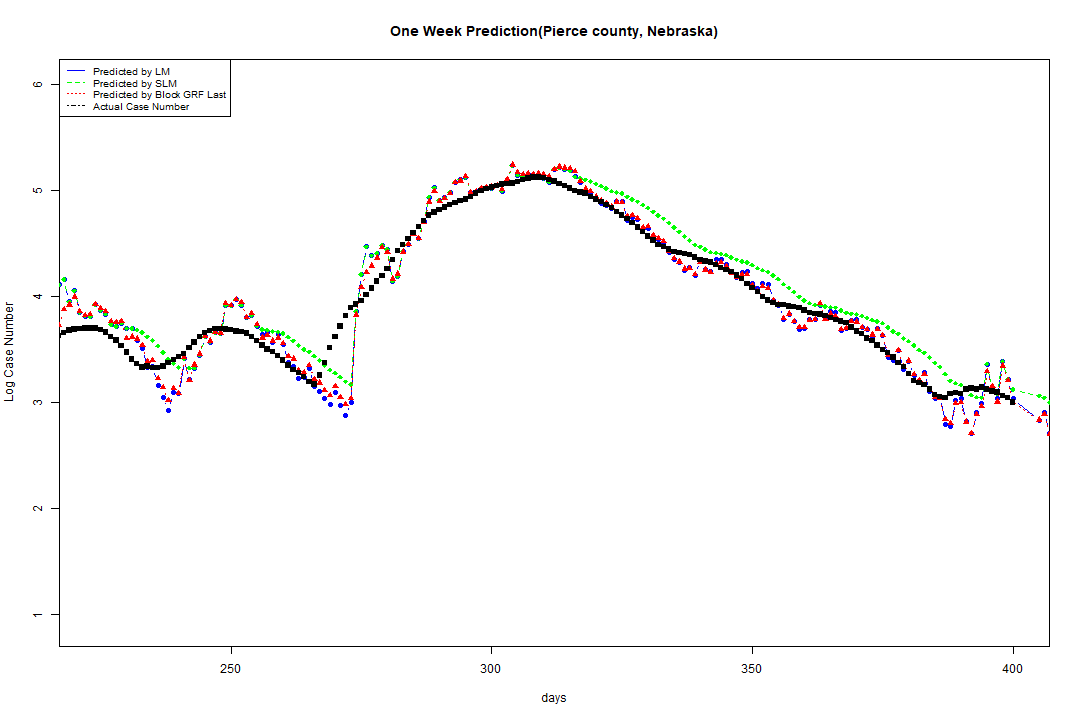 One Week Prediction(Pierce county, Nebraska)
Predicted by LM
Predicted by SLM
Predicted by Block GRF Last
Actual Case Number
Log Case Number
6
5
4
3
2
1
250 300 350 400
days